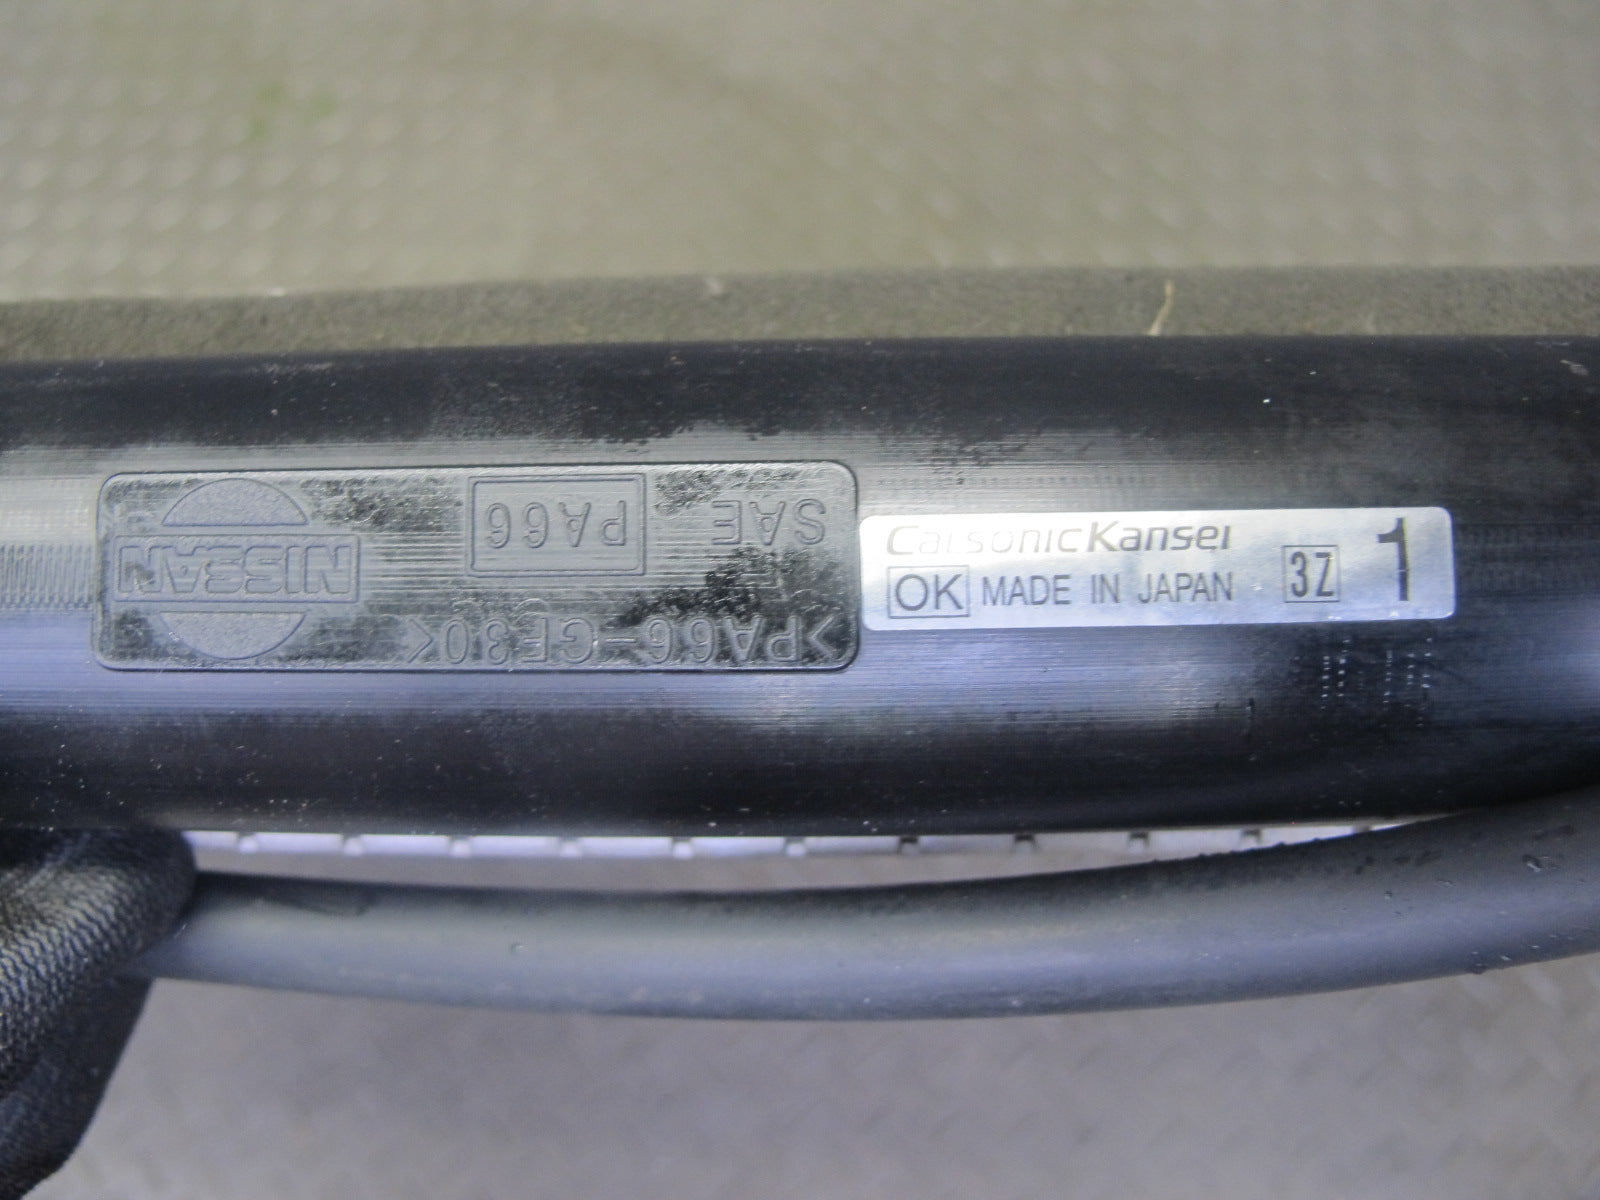 NISSAN
SAE PA66
>PA66-GF30<
CalsonicKansei
OK MADE IN JAPAN 3Z 1